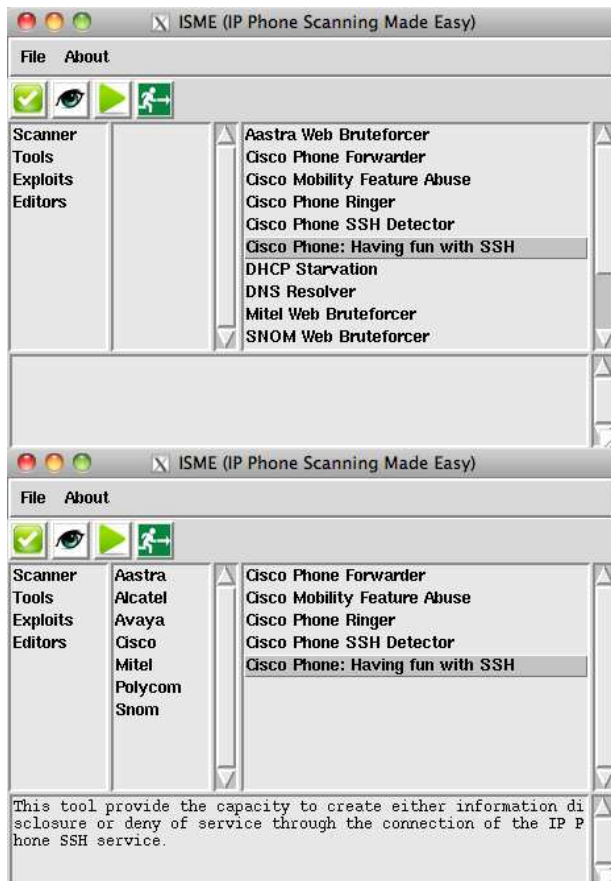 ISME (IP Phone Scanning Made Easy)
File About
Scanner
Tools
Exploits
Editors
Aastra Web Bruteforcer
Cisco Phone Forwarder
Cisco Mobility Feature Abuse
Cisco Phone Ringer
Cisco Phone SSH Detector
Cisco Phone: Having fun with SSH
DHCP Starvation
DNS Resolver
Mitel Web Bruteforcer
SNOM Web Bruteforcer
ISME (IP Phone Scanning Made Easy)
File About
Scanner
Tools
Exploits
Editors
Aastra
Alcatel
Avaya
Cisco
Mitel
Polycom
Snom
Cisco Phone Forwarder
Cisco Mobility Feature Abuse
Cisco Phone Ringer
Cisco Phone SSH Detector
Cisco Phone: Having fun with SSH
This tool provide the capacity to create either information di
sclosure or deny of service through the connection of the IP P
hone SSH service.